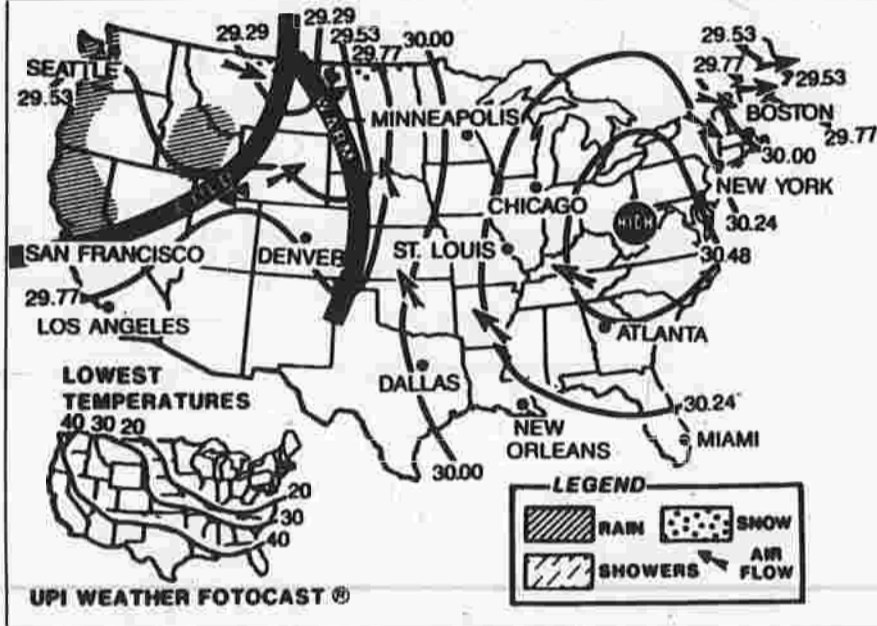 29.29
29.29
29.53
29.77
30.00
29.53
29.77
29.53
SEATTLE
29.53
WARM
MINNEAPOLIS
BOSTON
29.77
30.00
COLD
CHICAGO
NEW YORK
HIGH
30.24
SAN FRANCISCO
DENVER
ST. LOUIS
30.48
29.77
LOS ANGELES
ATLANTA
LOWEST
TEMPERATURES
DALLAS
30.24
40 30 20
NEW
ORLEANS
MIAMI
30.00
20
30
40
LEGEND
RAIN
SNOW
SHOWERS
AIR
FLOW
UPI WEATHER FOTOCAST ®